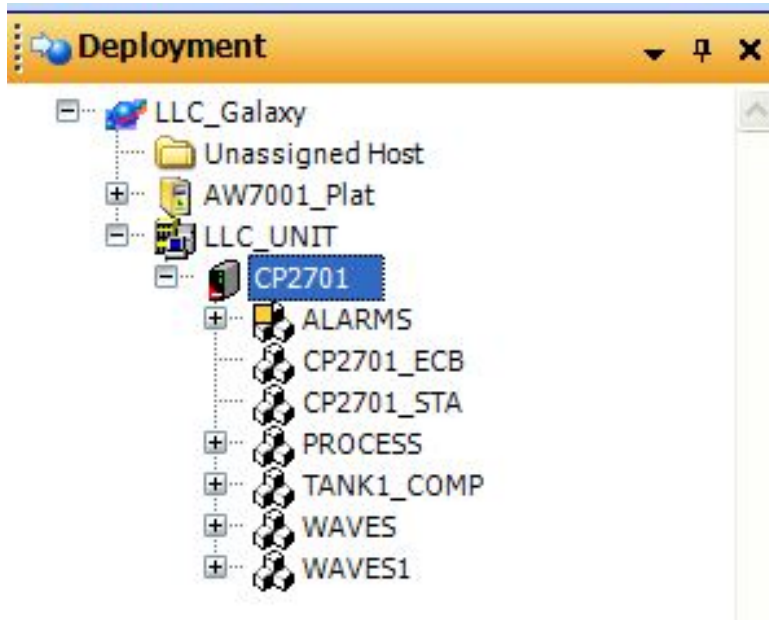 Deployment
LLC_Galaxy
Unassigned Host
AW7001_Plat
LLC_UNIT
CP2701
ALARMS
CP2701_ECB
CP2701_STA
PROCESS
TANK1_COMP
WAVES
WAVES1